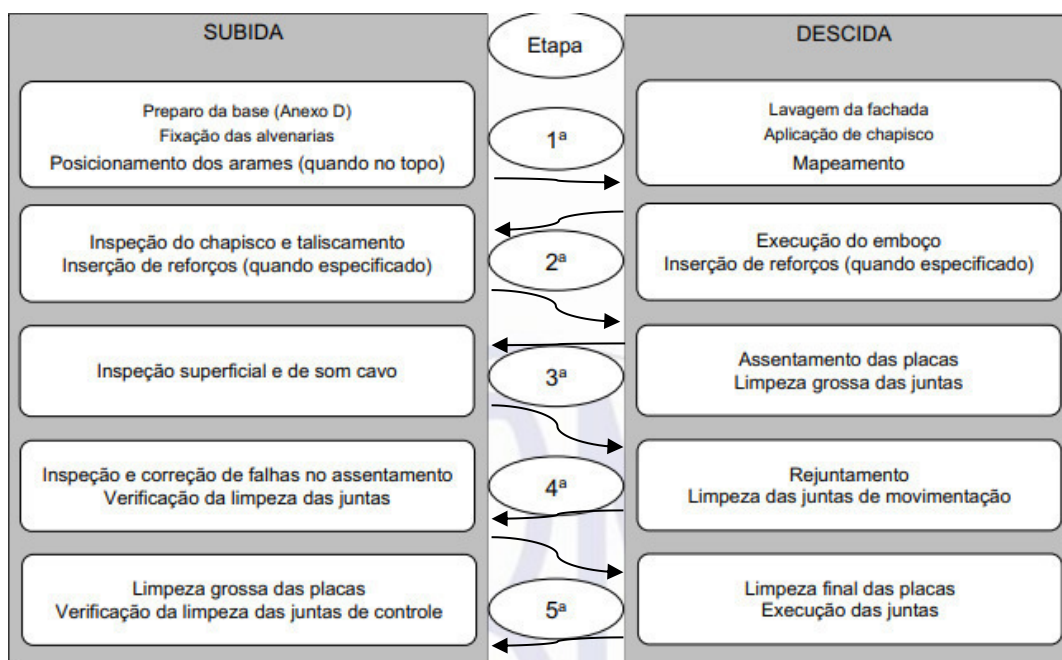 SUBIDA
Etapa
DESCIDA
Preparo da base (Anexo D)
Fixação das alvenarias
Posicionamento dos arames (quando no topo)
1ª
Lavagem da fachada
Aplicação de chapisco
Mapeamento
Inspeção do chapisco e taliscamento
Inserção de reforços (quando especificado)
2ª
Execução do emboço
Inserção de reforços (quando especificado)
Inspeção superficial e de som cavo
3ª
Assentamento das placas
Limpeza grossa das juntas
Inspeção e correção de falhas no assentamento
Verificação da limpeza das juntas
4ª
Rejuntamento
Limpeza das juntas de movimentação
Limpeza grossa das placas
Verificação da limpeza das juntas de controle
5ª
Limpeza final das placas
Execução das juntas